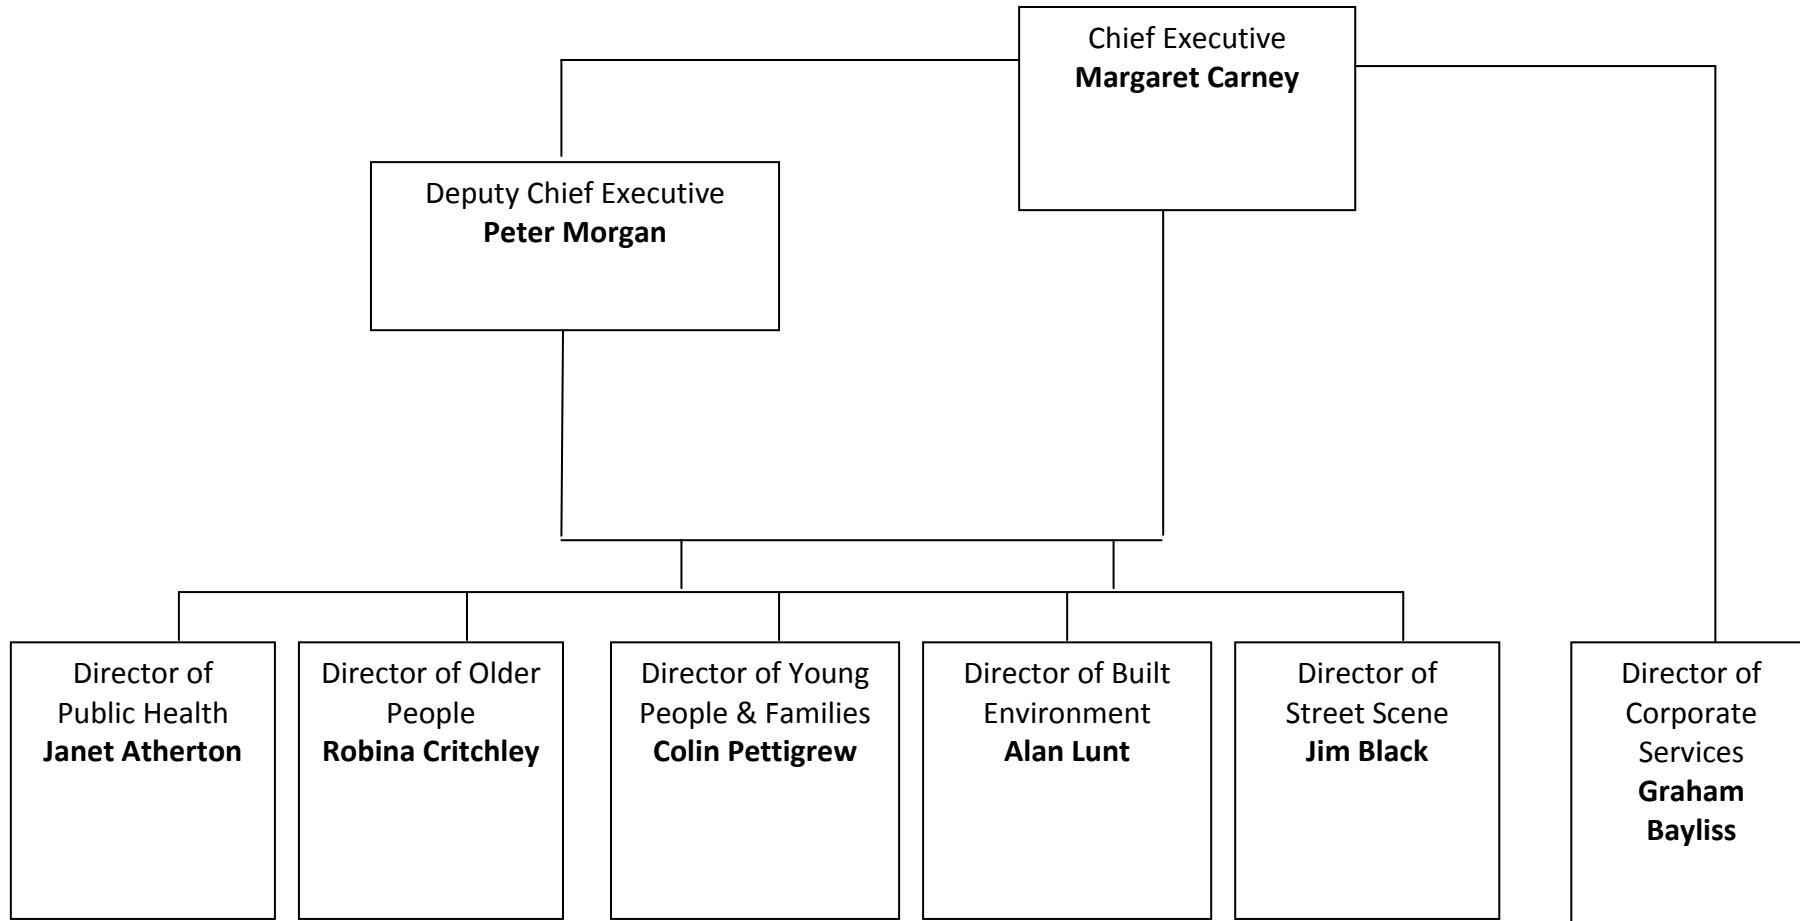 Chief Executive
Margaret Carney
Deputy Chief Executive
Peter Morgan
Director of
Public Health
Janet Atherton
Director of Older
People
Robina Critchley
Director of Young
People & Families
Colin Pettigrew
Director of Built
Environment
Alan Lunt
Director of
Street Scene
Jim Black
Director of
Corporate
Services
Graham
Bayliss